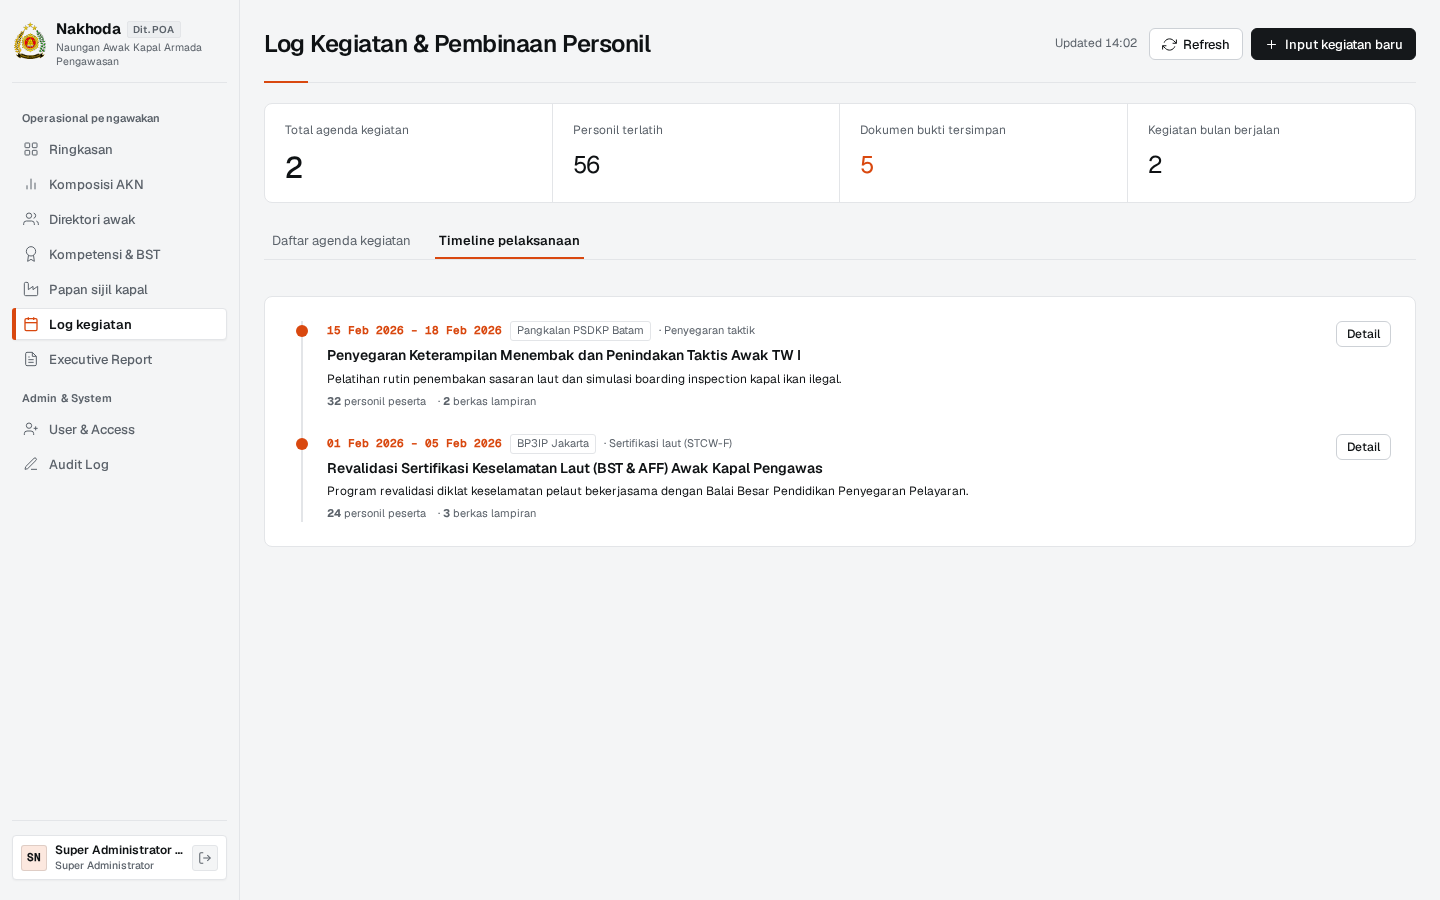 Nakhoda Dit. POA
Naungan Awak Kapal Armada
Pengawasan
Operasional pengawakan
Ringkasan
Komposisi AKN
Direktori awak
Kompetensi & BST
Papan sijil kapal
Log kegiatan
Executive Report
Admin & System
User & Access
Audit Log
SN
Super Administrator ...
Super Administrator
Log Kegiatan & Pembinaan Personil
Updated 14:02
Refresh
+ Input kegiatan baru
Total agenda kegiatan
2
Personil terlatih
56
Dokumen bukti tersimpan
5
Kegiatan bulan berjalan
2
Daftar agenda kegiatan
Timeline pelaksanaan
15 Feb 2026 - 18 Feb 2026 Pangkalan PSDKP Batam · Penyegaran taktik
Detail
Penyegaran Keterampilan Menembak dan Penindakan Taktis Awak TW I
Pelatihan rutin penembakan sasaran laut dan simulasi boarding inspection kapal ikan ilegal.
32 personil peserta · 2 berkas lampiran
01 Feb 2026 - 05 Feb 2026 BP3IP Jakarta · Sertifikasi laut (STCW-F)
Detail
Revalidasi Sertifikasi Keselamatan Laut (BST & AFF) Awak Kapal Pengawas
Program revalidasi diklat keselamatan pelaut bekerjasama dengan Balai Besar Pendidikan Penyegaran Pelayaran.
24 personil peserta · 3 berkas lampiran